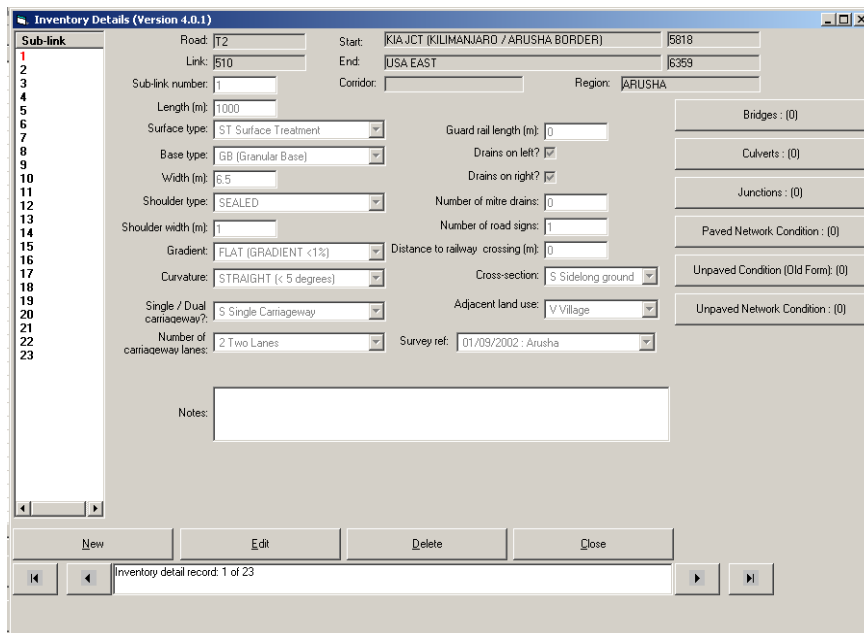 Inventory Details (Version 4.0.1)
Sub-link
1
2
3
4
5
6
7
8
9
10
11
12
13
14
15
16
17
18
19
20
21
22
23
Road: T2 Start: KIA JCT (KILIMANJARO / ARUSHA BORDER) 5818
Link: 510 End: USA EAST 6359
Sub-link number: 1 Corridor: Region: ARUSHA
Length (m): 1000
Surface type: ST Surface Treatment Guard rail length (m): 0
Base type: GB (Granular Base) Drains on left?
Width (m): 6.5 Drains on right?
Shoulder type: SEALED Number of mitre drains: 0
Shoulder width (m): 1 Number of road signs: 1
Gradient: FLAT (GRADIENT <1%) Distance to railway crossing (m): 0
Curvature: STRAIGHT (< 5 degrees) Cross-section: S Sidelong ground
Single / Dual carriageway?: S Single Carriageway Adjacent land use: V Village
Number of carriageway lanes: 2 Two Lanes Survey ref: 01/09/2002 : Arusha
Notes:
Bridges : (0)
Culverts : (0)
Junctions : (0)
Paved Network Condition : (0)
Unpaved Condition (Old Form): (0)
Unpaved Network Condition : (0)
New Edit Delete Close
Inventory detail record: 1 of 23